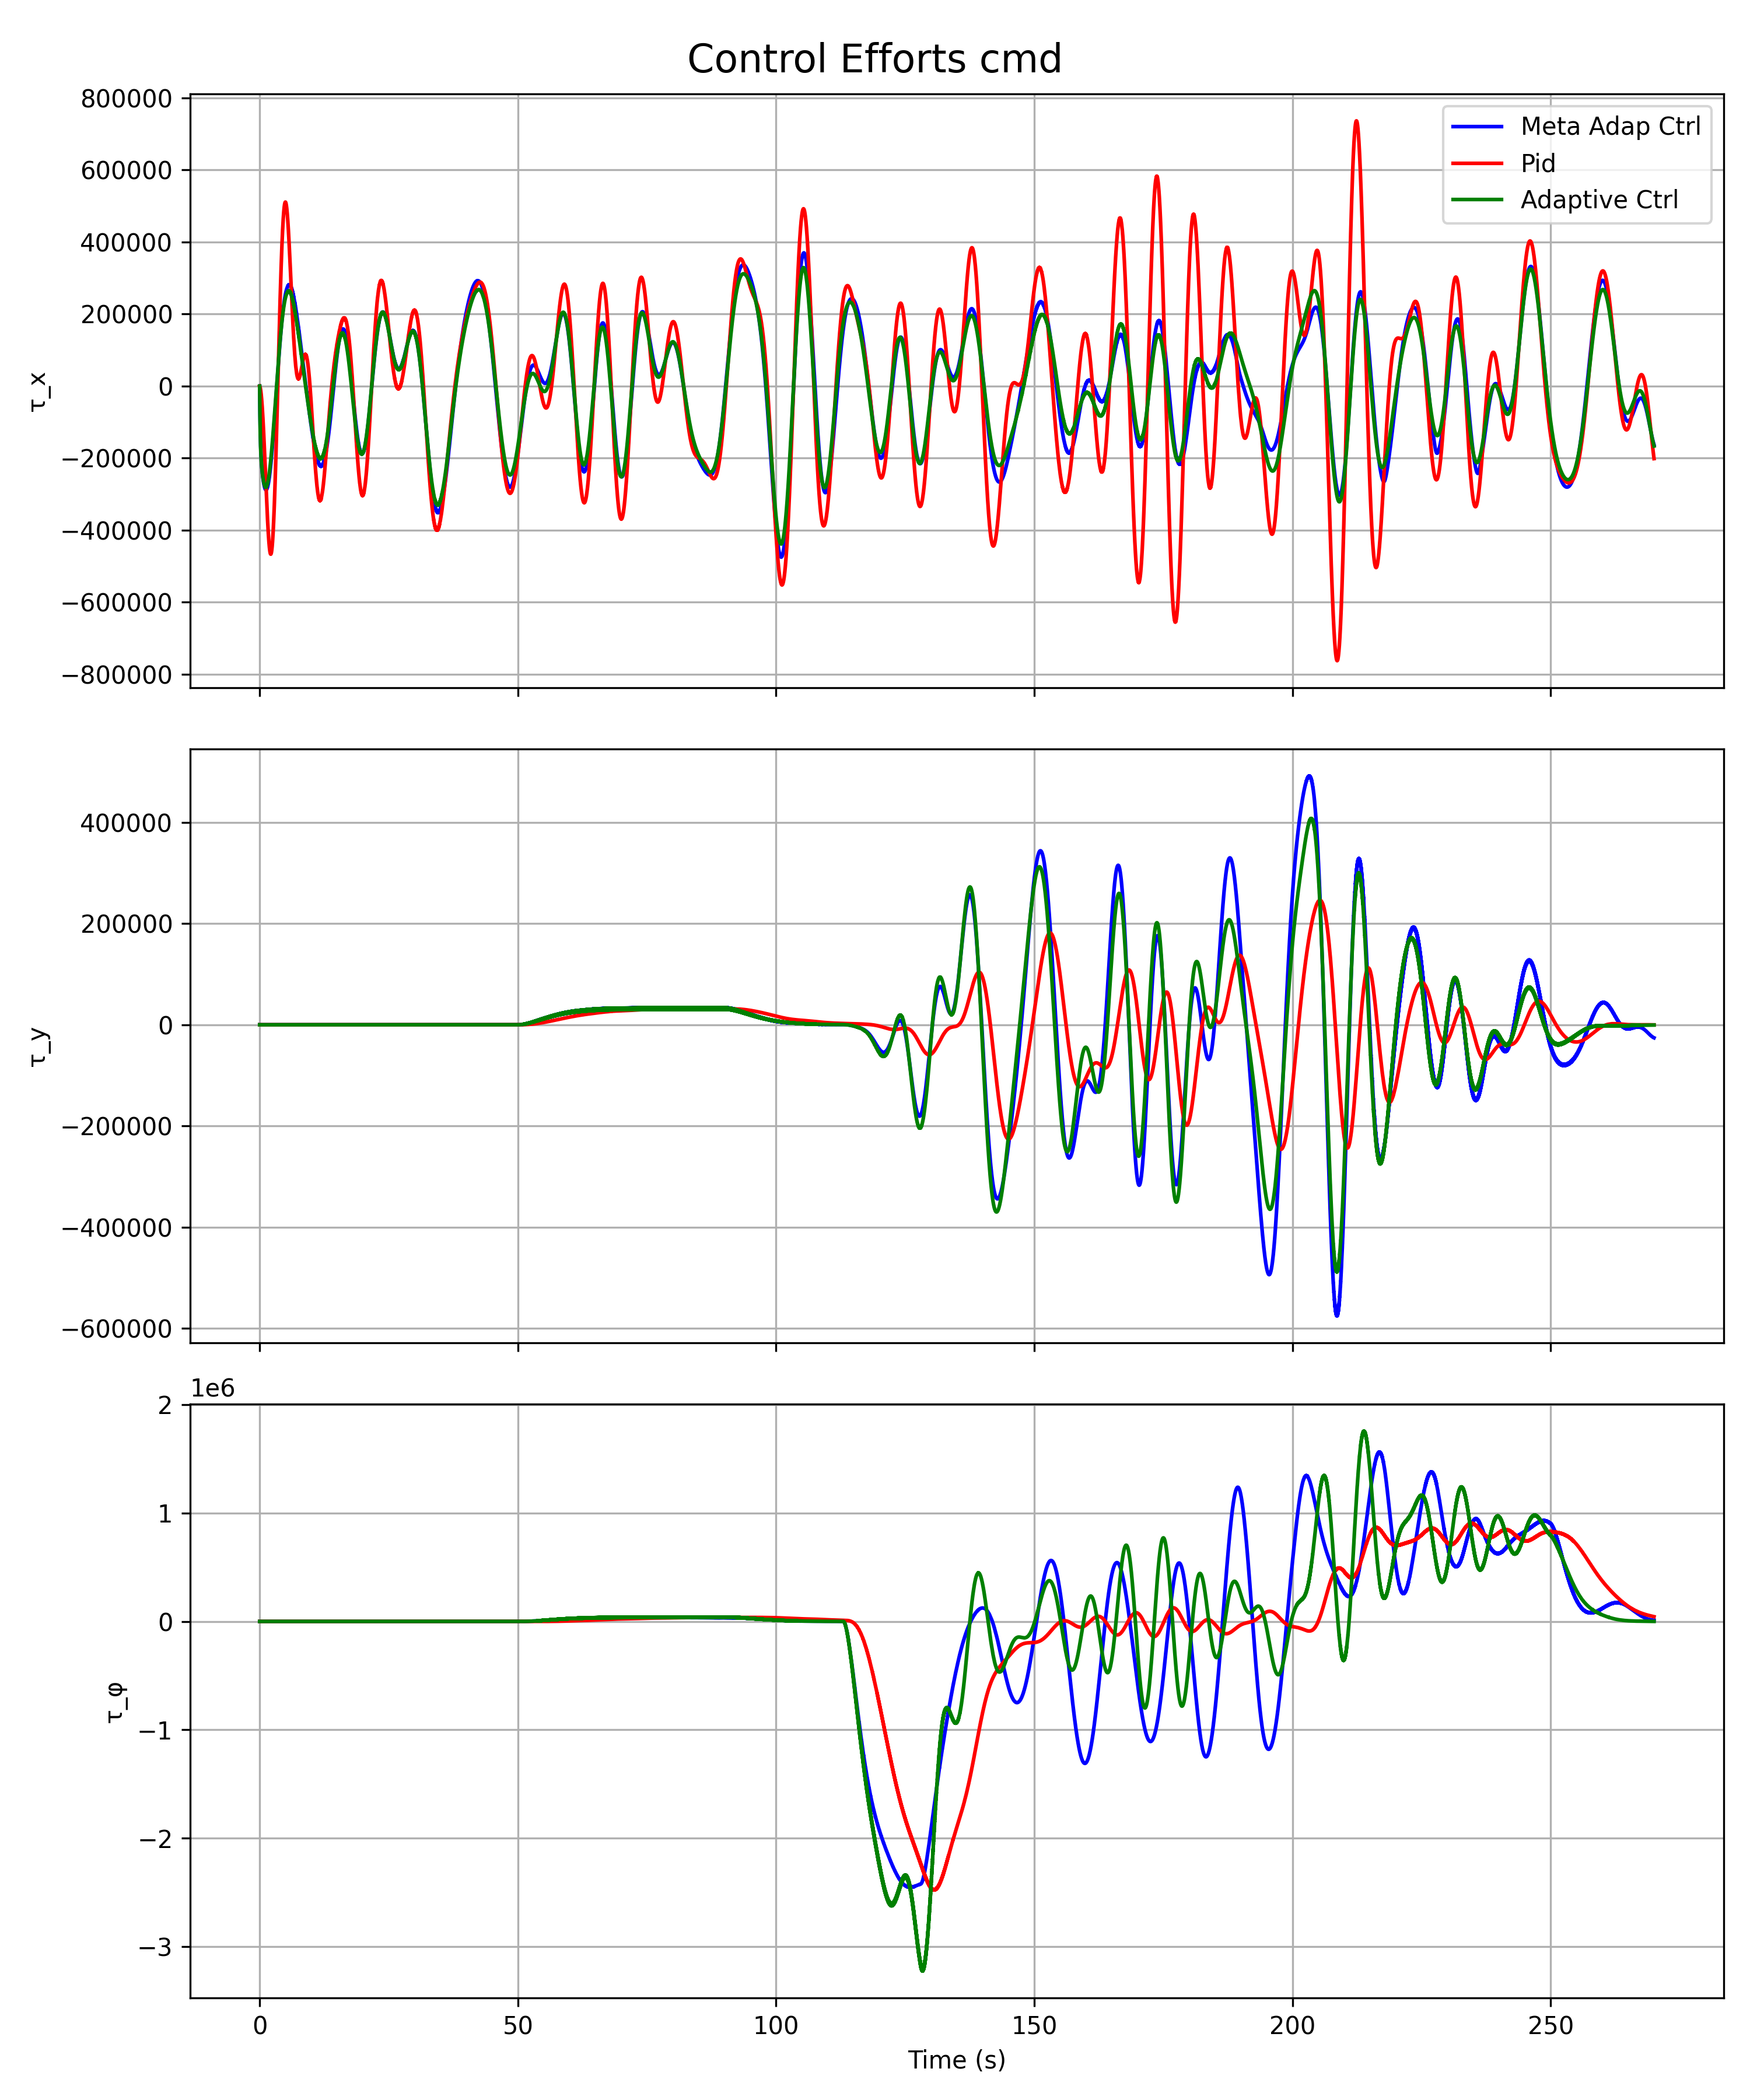 Control Efforts cmd
800000
600000
400000
200000
0
−200000
−400000
−600000
−800000
τ_x
Meta Adap Ctrl
Pid
Adaptive Ctrl
400000
200000
0
−200000
−400000
−600000
τ_y
1e6
2
1
0
−1
−2
−3
τ_φ
0 50 100 150 200 250
Time (s)